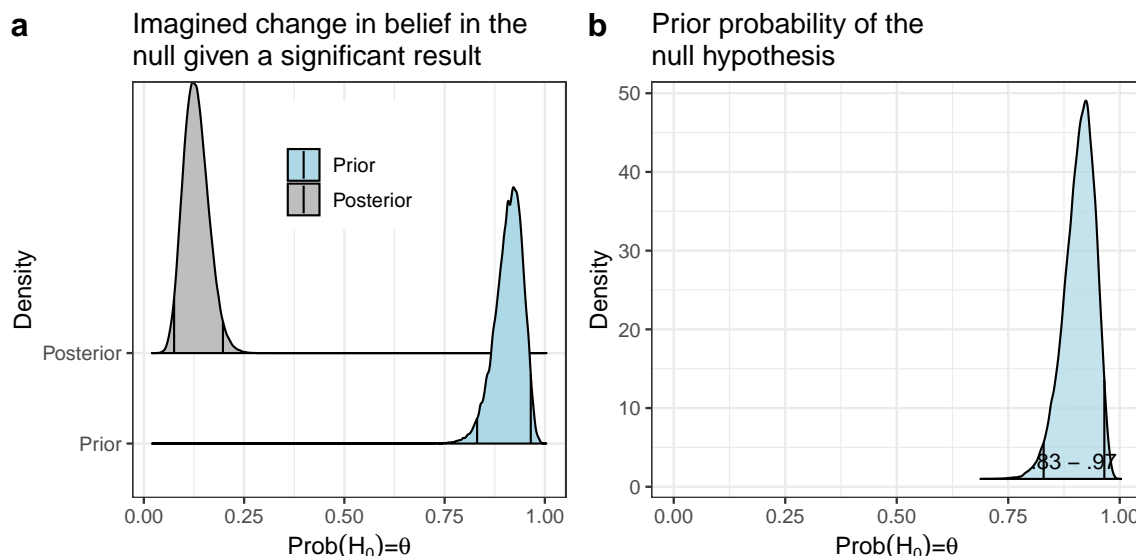 a
Imagined change in belief in the
null given a significant result
Density
Posterior
Prior
Prior
Posterior
0.00 0.25 0.50 0.75 1.00
Prob(H₀)=θ
b
Prior probability of the
null hypothesis
Density
50
40
30
20
10
0
.83 – .97
0.00 0.25 0.50 0.75 1.00
Prob(H₀)=θ